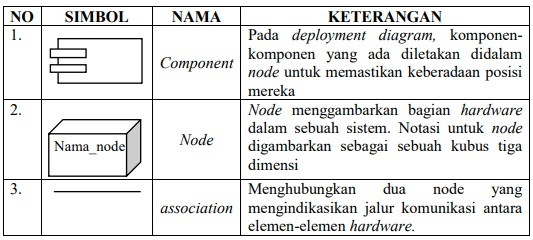 NO SIMBOL NAMA KETERANGAN
1.
Component
Pada deployment diagram, komponen-
komponen yang ada diletakan didalam
node untuk memastikan keberadaan posisi
mereka
2.
Nama_node
Node
Node menggambarkan bagian hardware
dalam sebuah sistem. Notasi untuk node
digambarkan sebagai sebuah kubus tiga
dimensi
3.
association
Menghubungkan dua node yang
mengindikasikan jalur komunikasi antara
elemen-elemen hardware.